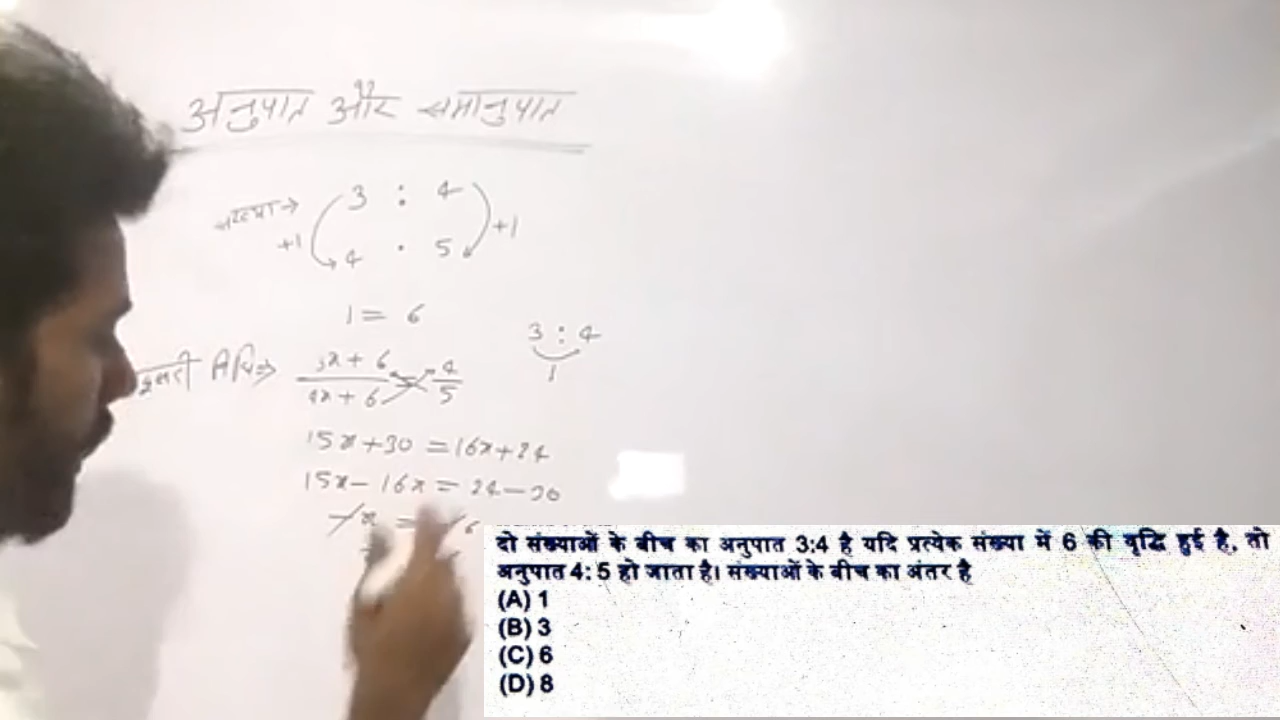 अनुपात और समानुपात
संख्या → 3 : 4
+1 +1
4 : 5
1 = 6
3 : 4
1
दूसरी विधि ⇒ 3x + 6 / 4x + 6 = 4 / 5
15x + 30 = 16x + 24
15x - 16x = 24 - 30
-x = -6
दो संख्याओं के बीच का अनुपात 3:4 है यदि प्रत्येक संख्या में 6 की वृद्धि हुई है, तो
अनुपात 4: 5 हो जाता है। संख्याओं के बीच का अंतर है
(A) 1
(B) 3
(C) 6
(D) 8